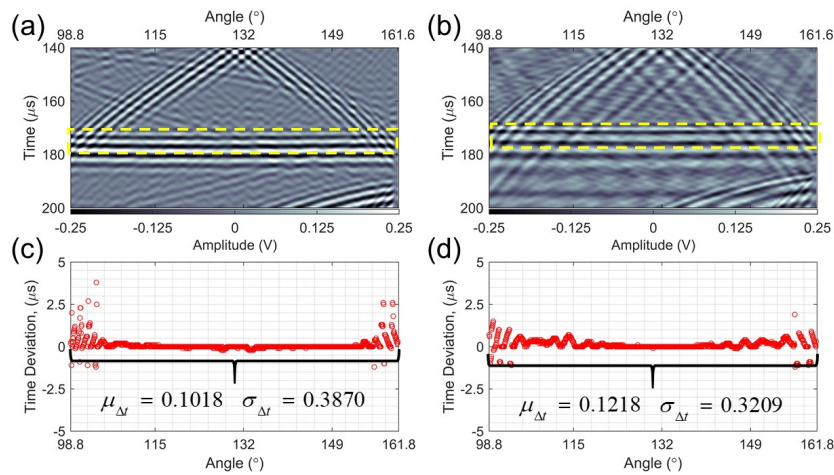 (a)
Angle (°)
98.8 115 132 149 161.6
140
160
180
200
Time (μs)
-0.25 -0.125 0 0.125 0.25
Amplitude (V)
(b)
Angle (°)
98.8 115 132 149 161.6
140
160
180
200
Time (μs)
-0.25 -0.125 0 0.125 0.25
Amplitude (V)
(c)
5
2.5
0
-2.5
-5
Time Deviation, (μs)
μΔt = 0.1018 σΔt = 0.3870
98.8 115 132 149 161.8
Angle (°)
(d)
5
2.5
0
-2.5
-5
Time Deviation, (μs)
μΔt = 0.1218 σΔt = 0.3209
98.8 115 132 149 161.8
Angle (°)